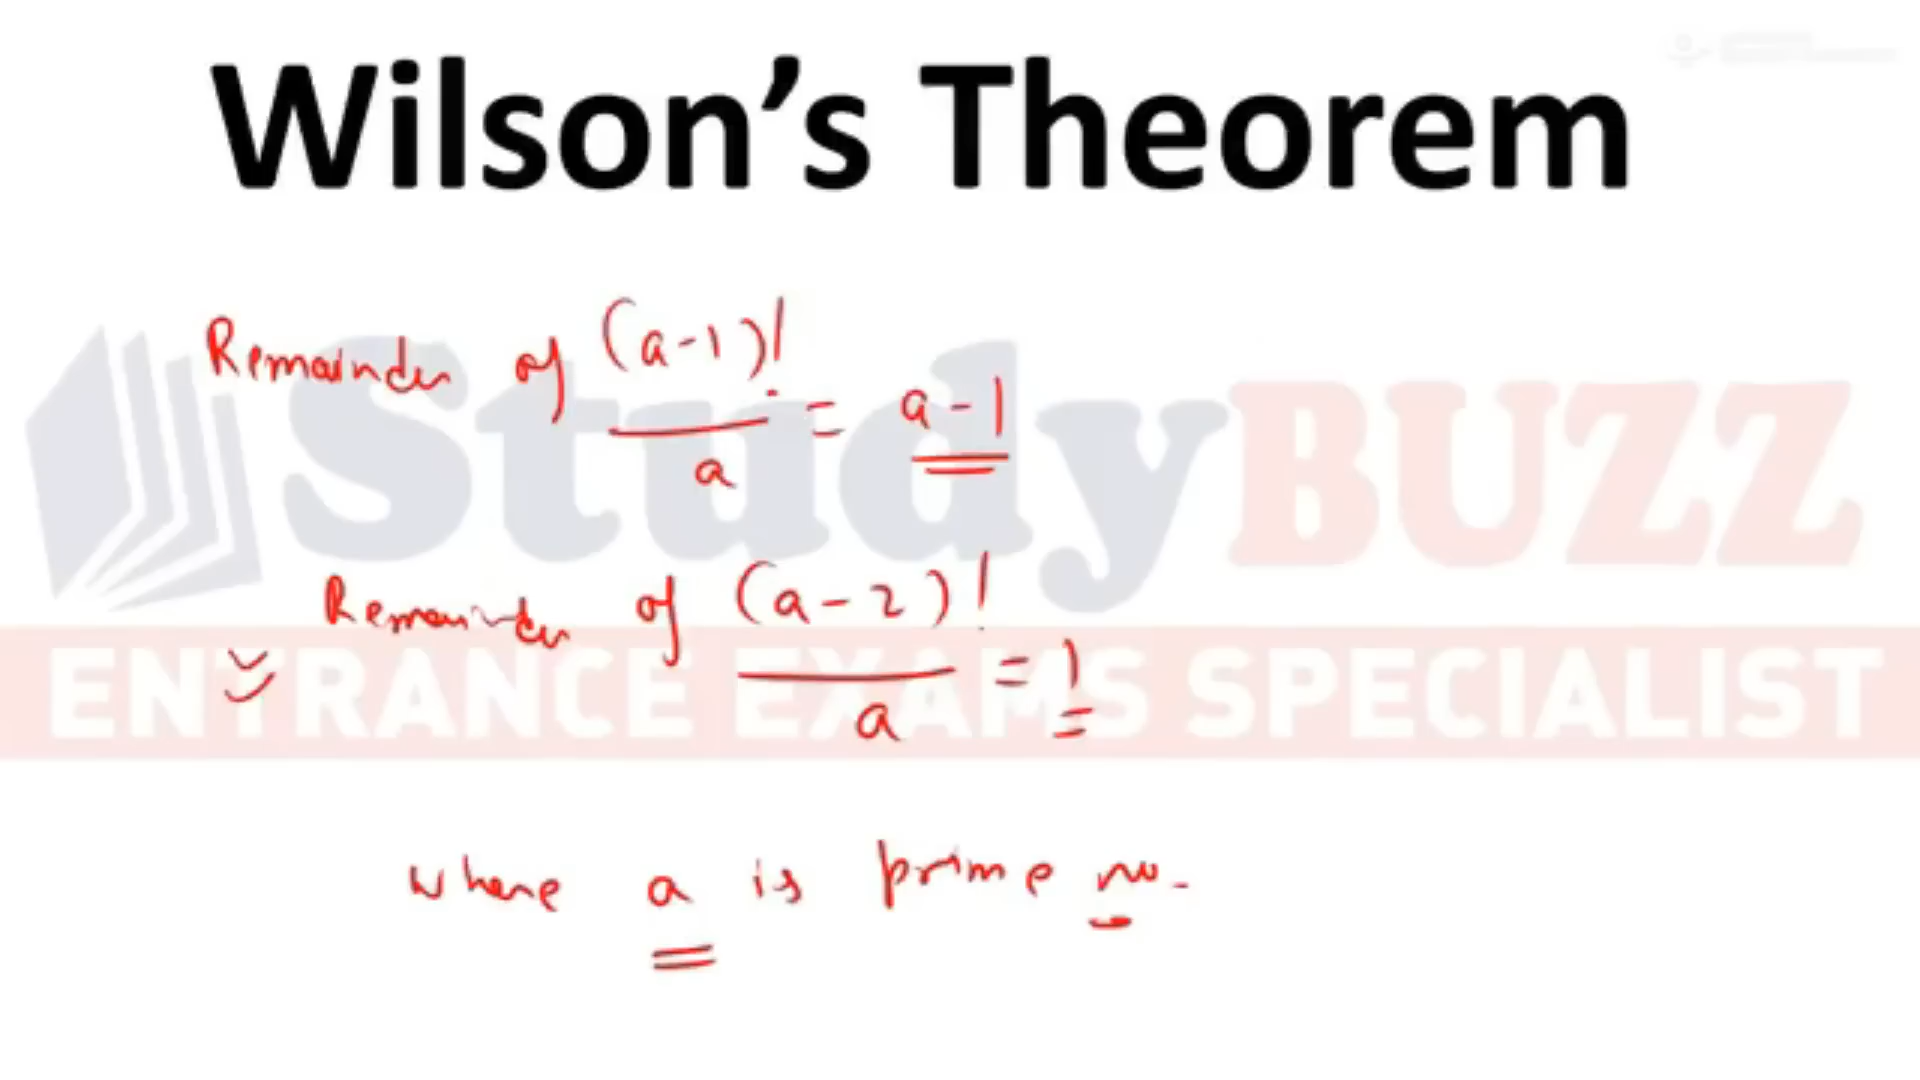 Wilson's Theorem
Remainder of (a-1)!/a = a-1
Remainder of (a-2)!/a = 1
where a is prime no.
StudyBUZZ
ENTRANCE EXAMS SPECIALIST